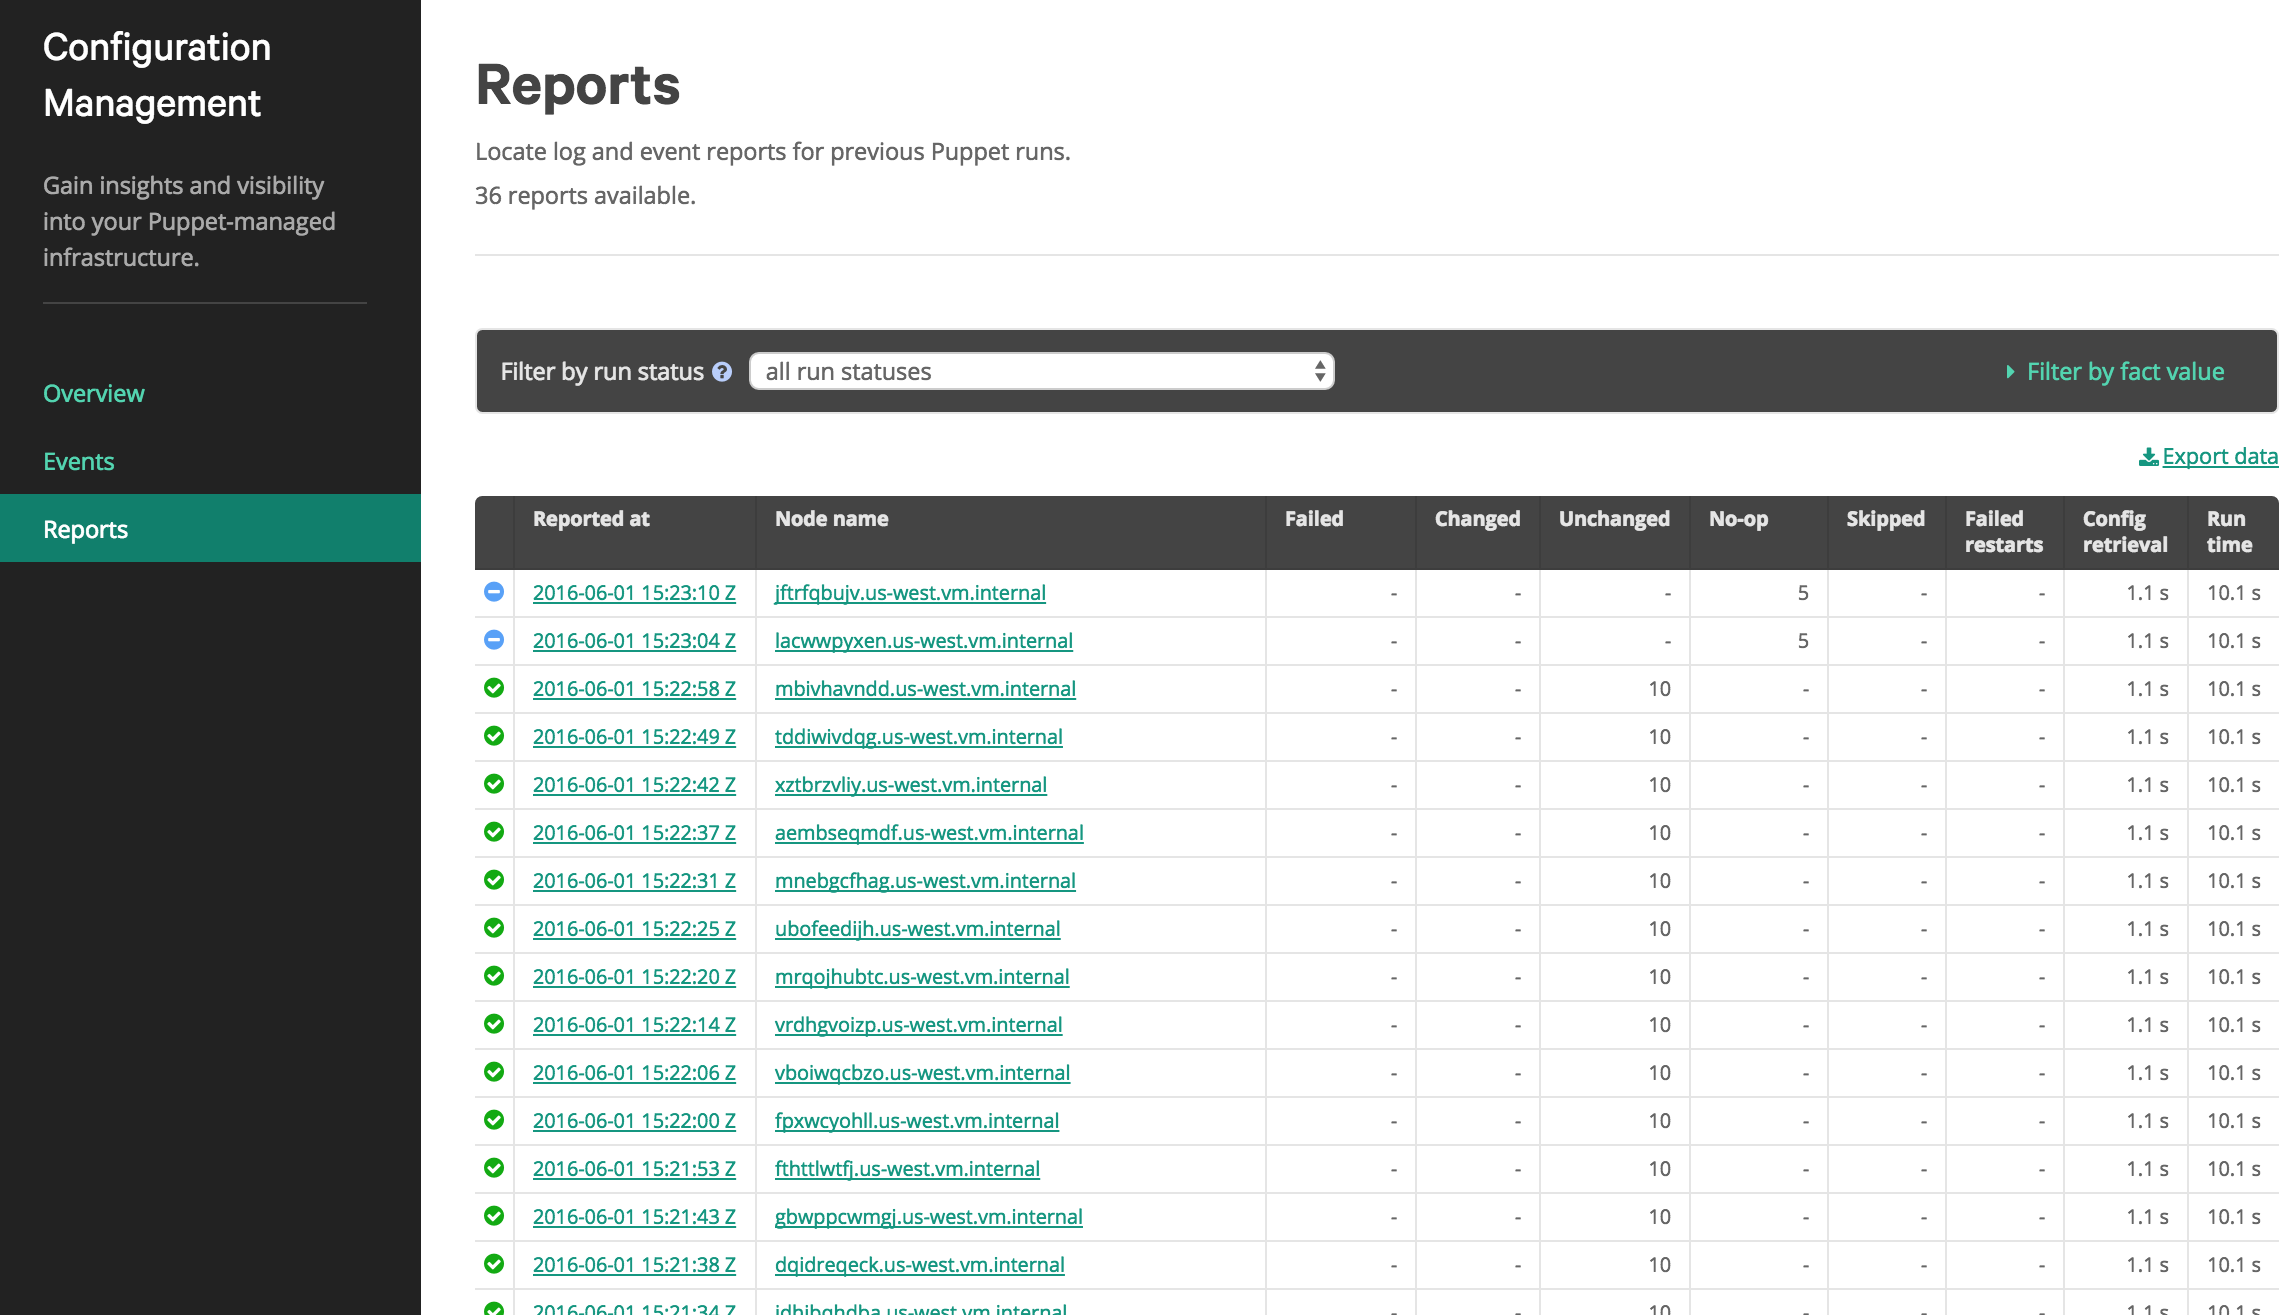 Configuration
Management
Gain insights and visibility
into your Puppet-managed
infrastructure.
Overview
Events
Reports
Reports
Locate log and event reports for previous Puppet runs.
36 reports available.
Filter by run status ? all run statuses Filter by fact value
Export data
Reported at Node name Failed Changed Unchanged No-op Skipped Failed restarts Config retrieval Run time
2016-06-01 15:23:10 Z jftrfqbujv.us-west.vm.internal - - - 5 - - 1.1 s 10.1 s
2016-06-01 15:23:04 Z lacwwpyxen.us-west.vm.internal - - - 5 - - 1.1 s 10.1 s
2016-06-01 15:22:58 Z mbivhavndd.us-west.vm.internal - - 10 - - - 1.1 s 10.1 s
2016-06-01 15:22:49 Z tddiwivdqg.us-west.vm.internal - - 10 - - - 1.1 s 10.1 s
2016-06-01 15:22:42 Z xztbrzvliy.us-west.vm.internal - - 10 - - - 1.1 s 10.1 s
2016-06-01 15:22:37 Z aembseqmdf.us-west.vm.internal - - 10 - - - 1.1 s 10.1 s
2016-06-01 15:22:31 Z mnebgcfhag.us-west.vm.internal - - 10 - - - 1.1 s 10.1 s
2016-06-01 15:22:25 Z ubofeedijh.us-west.vm.internal - - 10 - - - 1.1 s 10.1 s
2016-06-01 15:22:20 Z mrqojhubtc.us-west.vm.internal - - 10 - - - 1.1 s 10.1 s
2016-06-01 15:22:14 Z vrdhgvoizp.us-west.vm.internal - - 10 - - - 1.1 s 10.1 s
2016-06-01 15:22:06 Z vboiwqcbzo.us-west.vm.internal - - 10 - - - 1.1 s 10.1 s
2016-06-01 15:22:00 Z fpxwcyohll.us-west.vm.internal - - 10 - - - 1.1 s 10.1 s
2016-06-01 15:21:53 Z fthttlwtfj.us-west.vm.internal - - 10 - - - 1.1 s 10.1 s
2016-06-01 15:21:43 Z gbwppcwmgj.us-west.vm.internal - - 10 - - - 1.1 s 10.1 s
2016-06-01 15:21:38 Z dqidreqeck.us-west.vm.internal - - 10 - - - 1.1 s 10.1 s
2016-06-01 15:21:34 Z - - 10 - - - 1.1 s 10.1 s